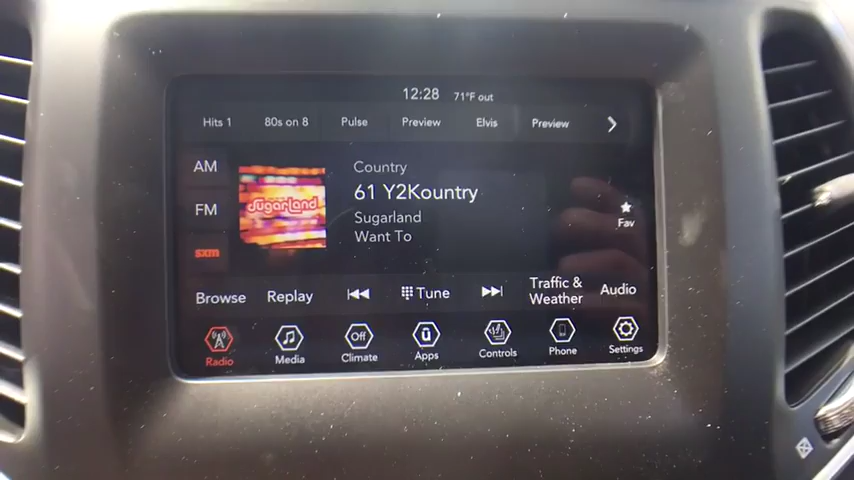 12:28 71°F out
Hits 1 80s on 8 Pulse Preview Elvis Preview
AM
FM
sxm
sugarland
Country
61 Y2Kountry
Sugarland
Want To
Fav
Browse Replay Tune Traffic & Weather Audio
Off ū
Radio Media Climate Apps Controls Phone Settings